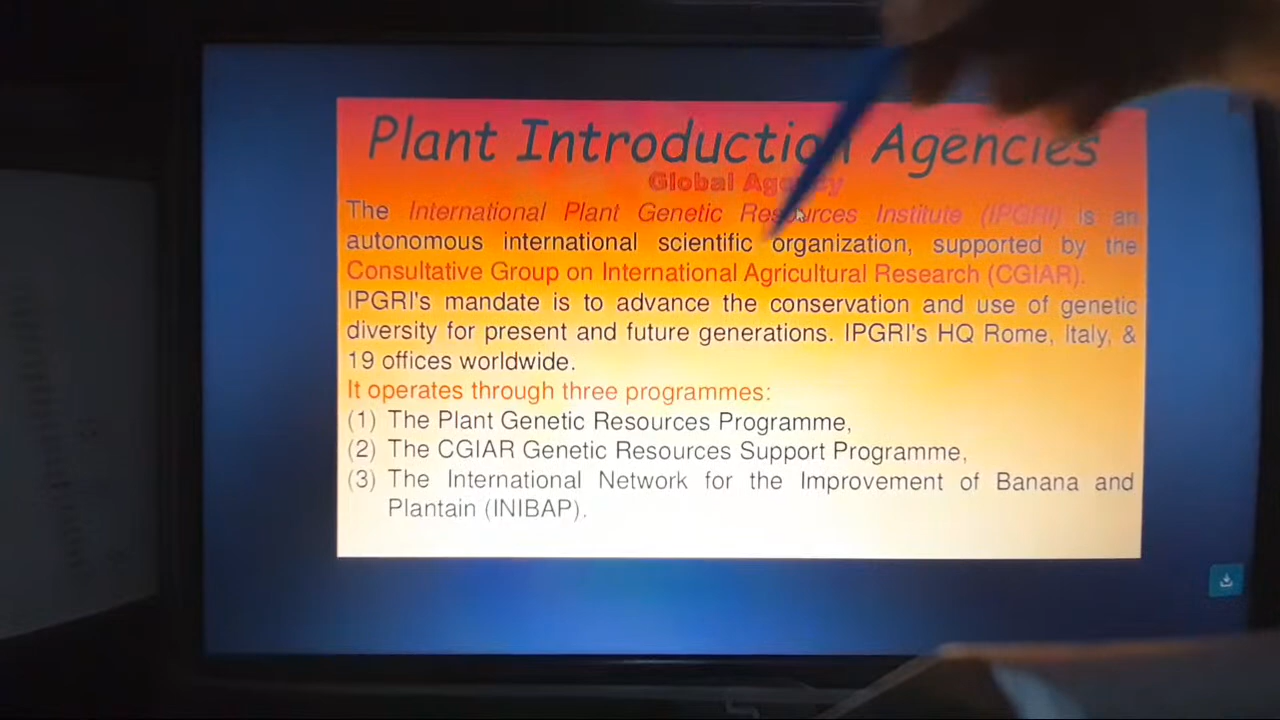 Plant Introduction Agencies
Global Agency
The International Plant Genetic Resources Institute (IPGRI) is an
autonomous international scientific organization, supported by the
Consultative Group on International Agricultural Research (CGIAR).
IPGRI's mandate is to advance the conservation and use of genetic
diversity for present and future generations. IPGRI's HQ Rome, Italy, &
19 offices worldwide.
It operates through three programmes:
(1) The Plant Genetic Resources Programme,
(2) The CGIAR Genetic Resources Support Programme,
(3) The International Network for the Improvement of Banana and
Plantain (INIBAP).